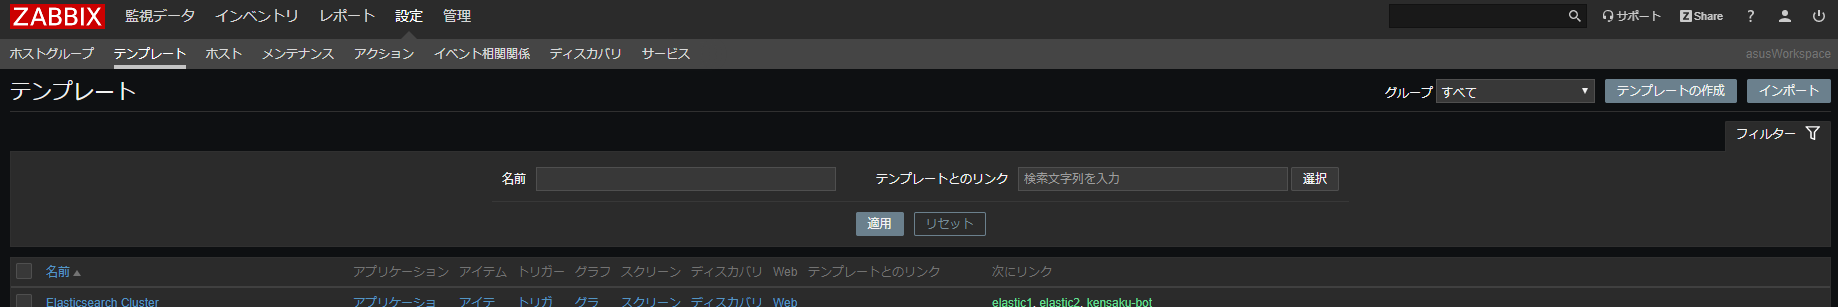 ZABBIX 監視データ インベントリ レポート 設定 管理 サポート Z Share ?
ホストグループ テンプレート ホスト メンテナンス アクション イベント相関関係 ディスカバリ サービス asusWorkspace
テンプレート グループ すべて テンプレートの作成 インポート
フィルター
名前 テンプレートとのリンク 検索文字列を入力 選択
適用 リセット
名前 アプリケーション アイテム トリガー グラフ スクリーン ディスカバリ Web テンプレートとのリンク 次にリンク
Elasticsearch Cluster アプリケーショ アイテ トリガ グラ スクリーン ディスカバリ Web elastic1, elastic2, kensaku-bot